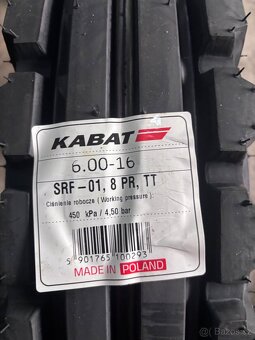 KABAT
6.00-16
SRF-01, 8 PR, TT
Ciśnienie robocze ( Working pressure ):
450 kPa / 4,50 bar
5 901765 100293
MADE IN POLAND